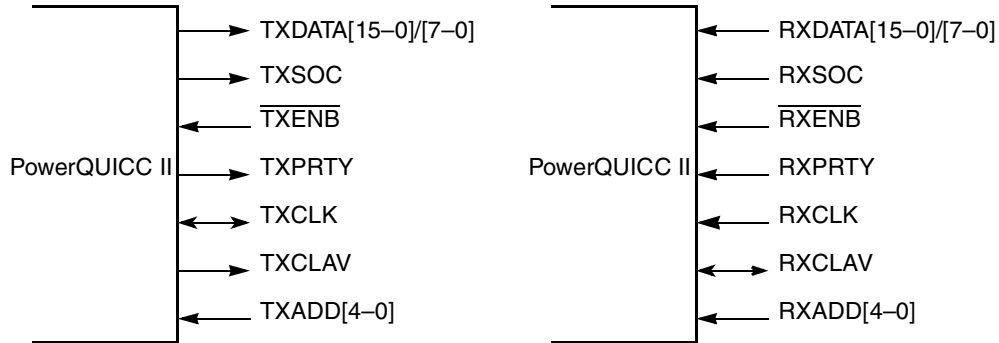 TXDATA[15–0]/[7–0]
TXSOC
TXENB
PowerQUICC II
TXPRTY
TXCLK
TXCLAV
TXADD[4–0]
RXDATA[15–0]/[7–0]
RXSOC
RXENB
PowerQUICC II
RXPRTY
RXCLK
RXCLAV
RXADD[4–0]